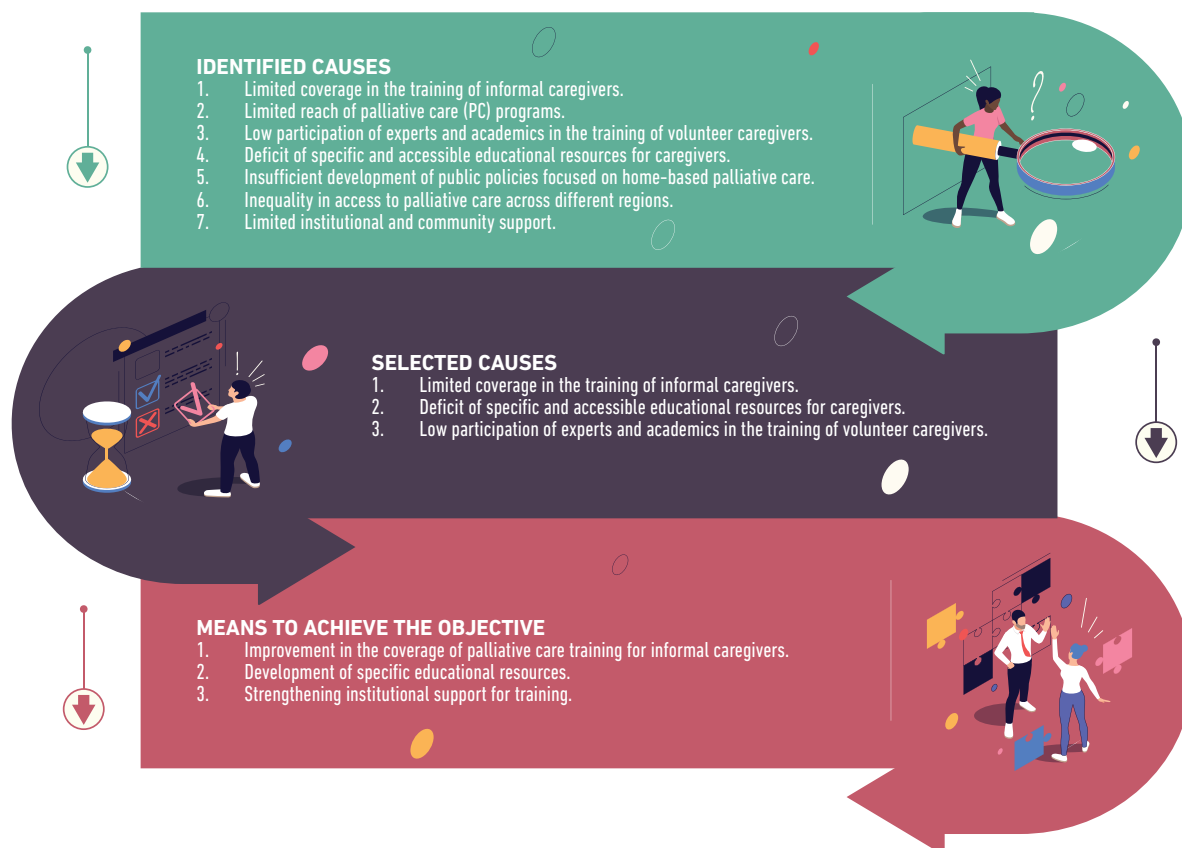 IDENTIFIED CAUSES
1. Limited coverage in the training of informal caregivers.
2. Limited reach of palliative care (PC) programs.
3. Low participation of experts and academics in the training of volunteer caregivers.
4. Deficit of specific and accessible educational resources for caregivers.
5. Insufficient development of public policies focused on home-based palliative care.
6. Inequality in access to palliative care across different regions.
7. Limited institutional and community support.
SELECTED CAUSES
1. Limited coverage in the training of informal caregivers.
2. Deficit of specific and accessible educational resources for caregivers.
3. Low participation of experts and academics in the training of volunteer caregivers.
MEANS TO ACHIEVE THE OBJECTIVE
1. Improvement in the coverage of palliative care training for informal caregivers.
2. Development of specific educational resources.
3. Strengthening institutional support for training.